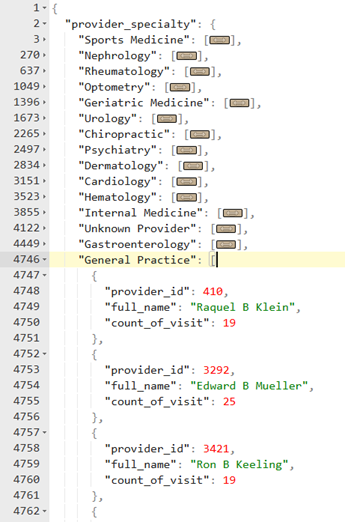 1 {
2 "provider_specialty": {
3 "Sports Medicine": [],
270 "Nephrology": [],
637 "Rheumatology": [],
1049 "Optometry": [],
1396 "Geriatric Medicine": [],
1673 "Urology": [],
2265 "Chiropractic": [],
2497 "Psychiatry": [],
2834 "Dermatology": [],
3151 "Cardiology": [],
3523 "Hematology": [],
3855 "Internal Medicine": [],
4122 "Unknown Provider": [],
4449 "Gastroenterology": [],
4746 "General Practice": [
4747 {
4748 "provider_id": 410,
4749 "full_name": "Raquel B Klein",
4750 "count_of_visit": 19
4751 },
4752 {
4753 "provider_id": 3292,
4754 "full_name": "Edward B Mueller",
4755 "count_of_visit": 25
4756 },
4757 {
4758 "provider_id": 3421,
4759 "full_name": "Ron B Keeling",
4760 "count_of_visit": 19
4761 },
4762 {